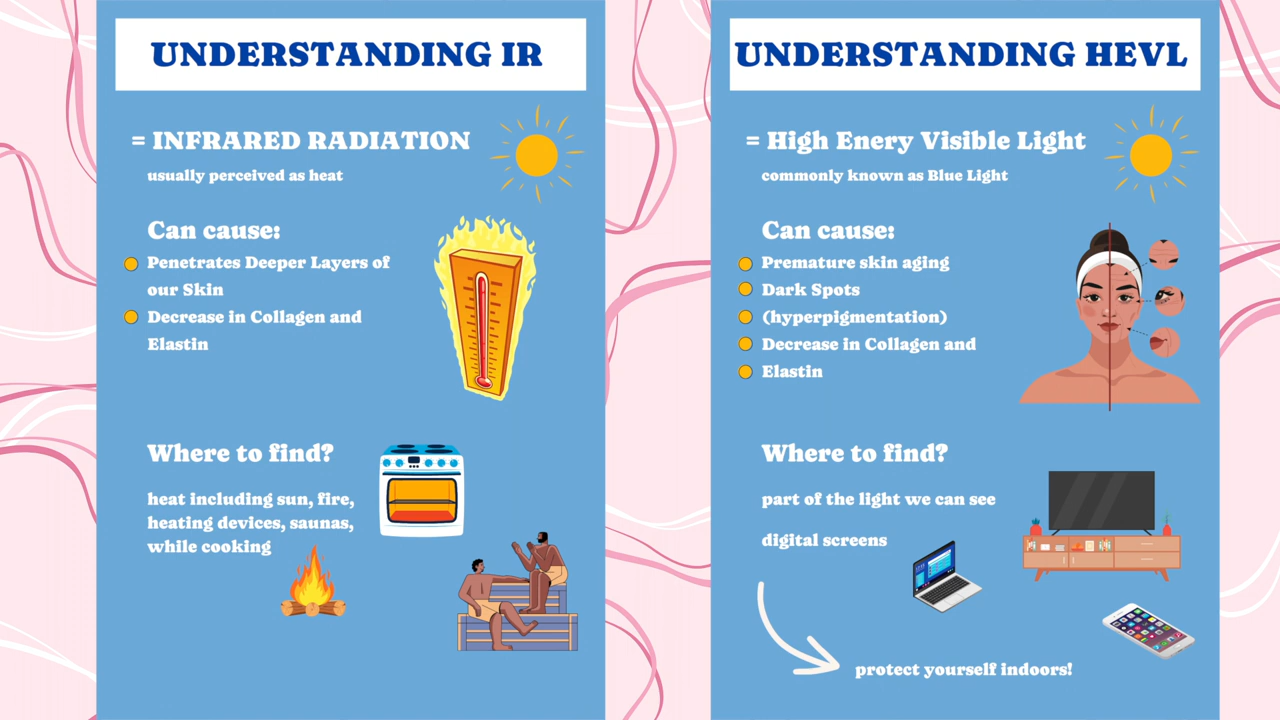 UNDERSTANDING IR
= INFRARED RADIATION
usually perceived as heat
Can cause:
Penetrates Deeper Layers of
our Skin
Decrease in Collagen and
Elastin
Where to find?
heat including sun, fire,
heating devices, saunas,
while cooking
UNDERSTANDING HEVL
= High Enery Visible Light
commonly known as Blue Light
Can cause:
Premature skin aging
Dark Spots
(hyperpigmentation)
Decrease in Collagen and
Elastin
Where to find?
part of the light we can see
digital screens
protect yourself indoors!